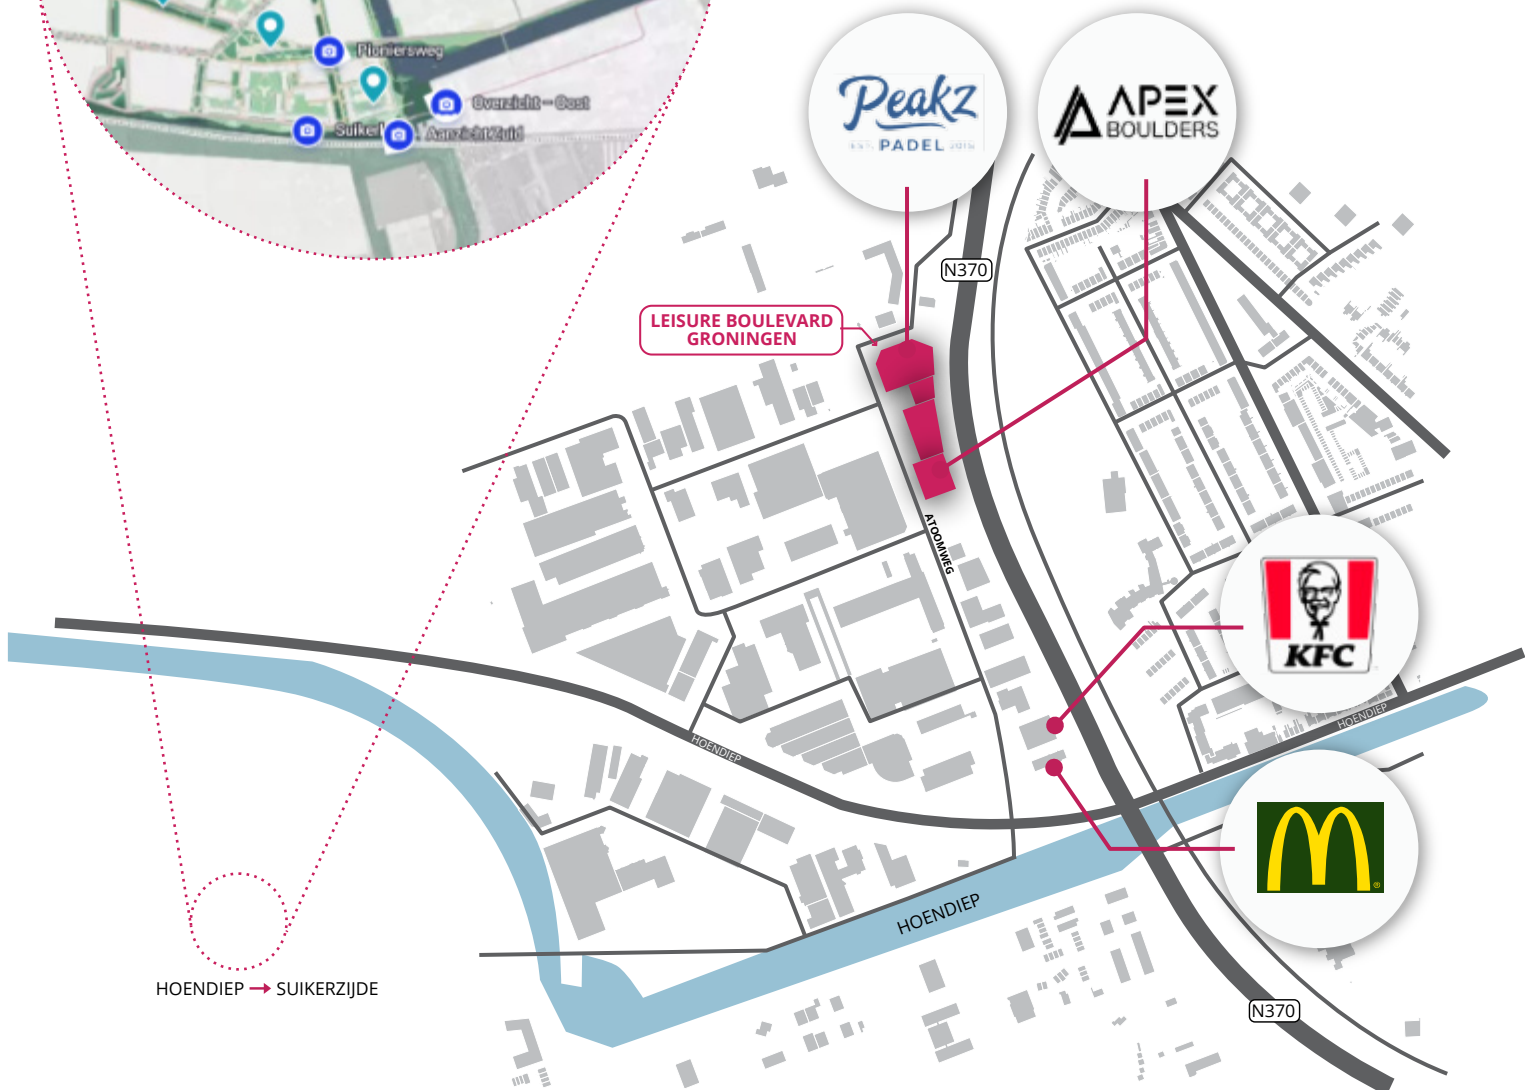 Pioniersweg
Overzicht - Oost
Aanzicht Zuid
Peakz
PADEL
APEX
BOULDERS
N370
LEISURE BOULEVARD
GRONINGEN
ATOOMWEG
KFC
HOENDIEP
HOENDIEP
HOENDIEP
HOENDIEP → SUIKERZIJDE
N370